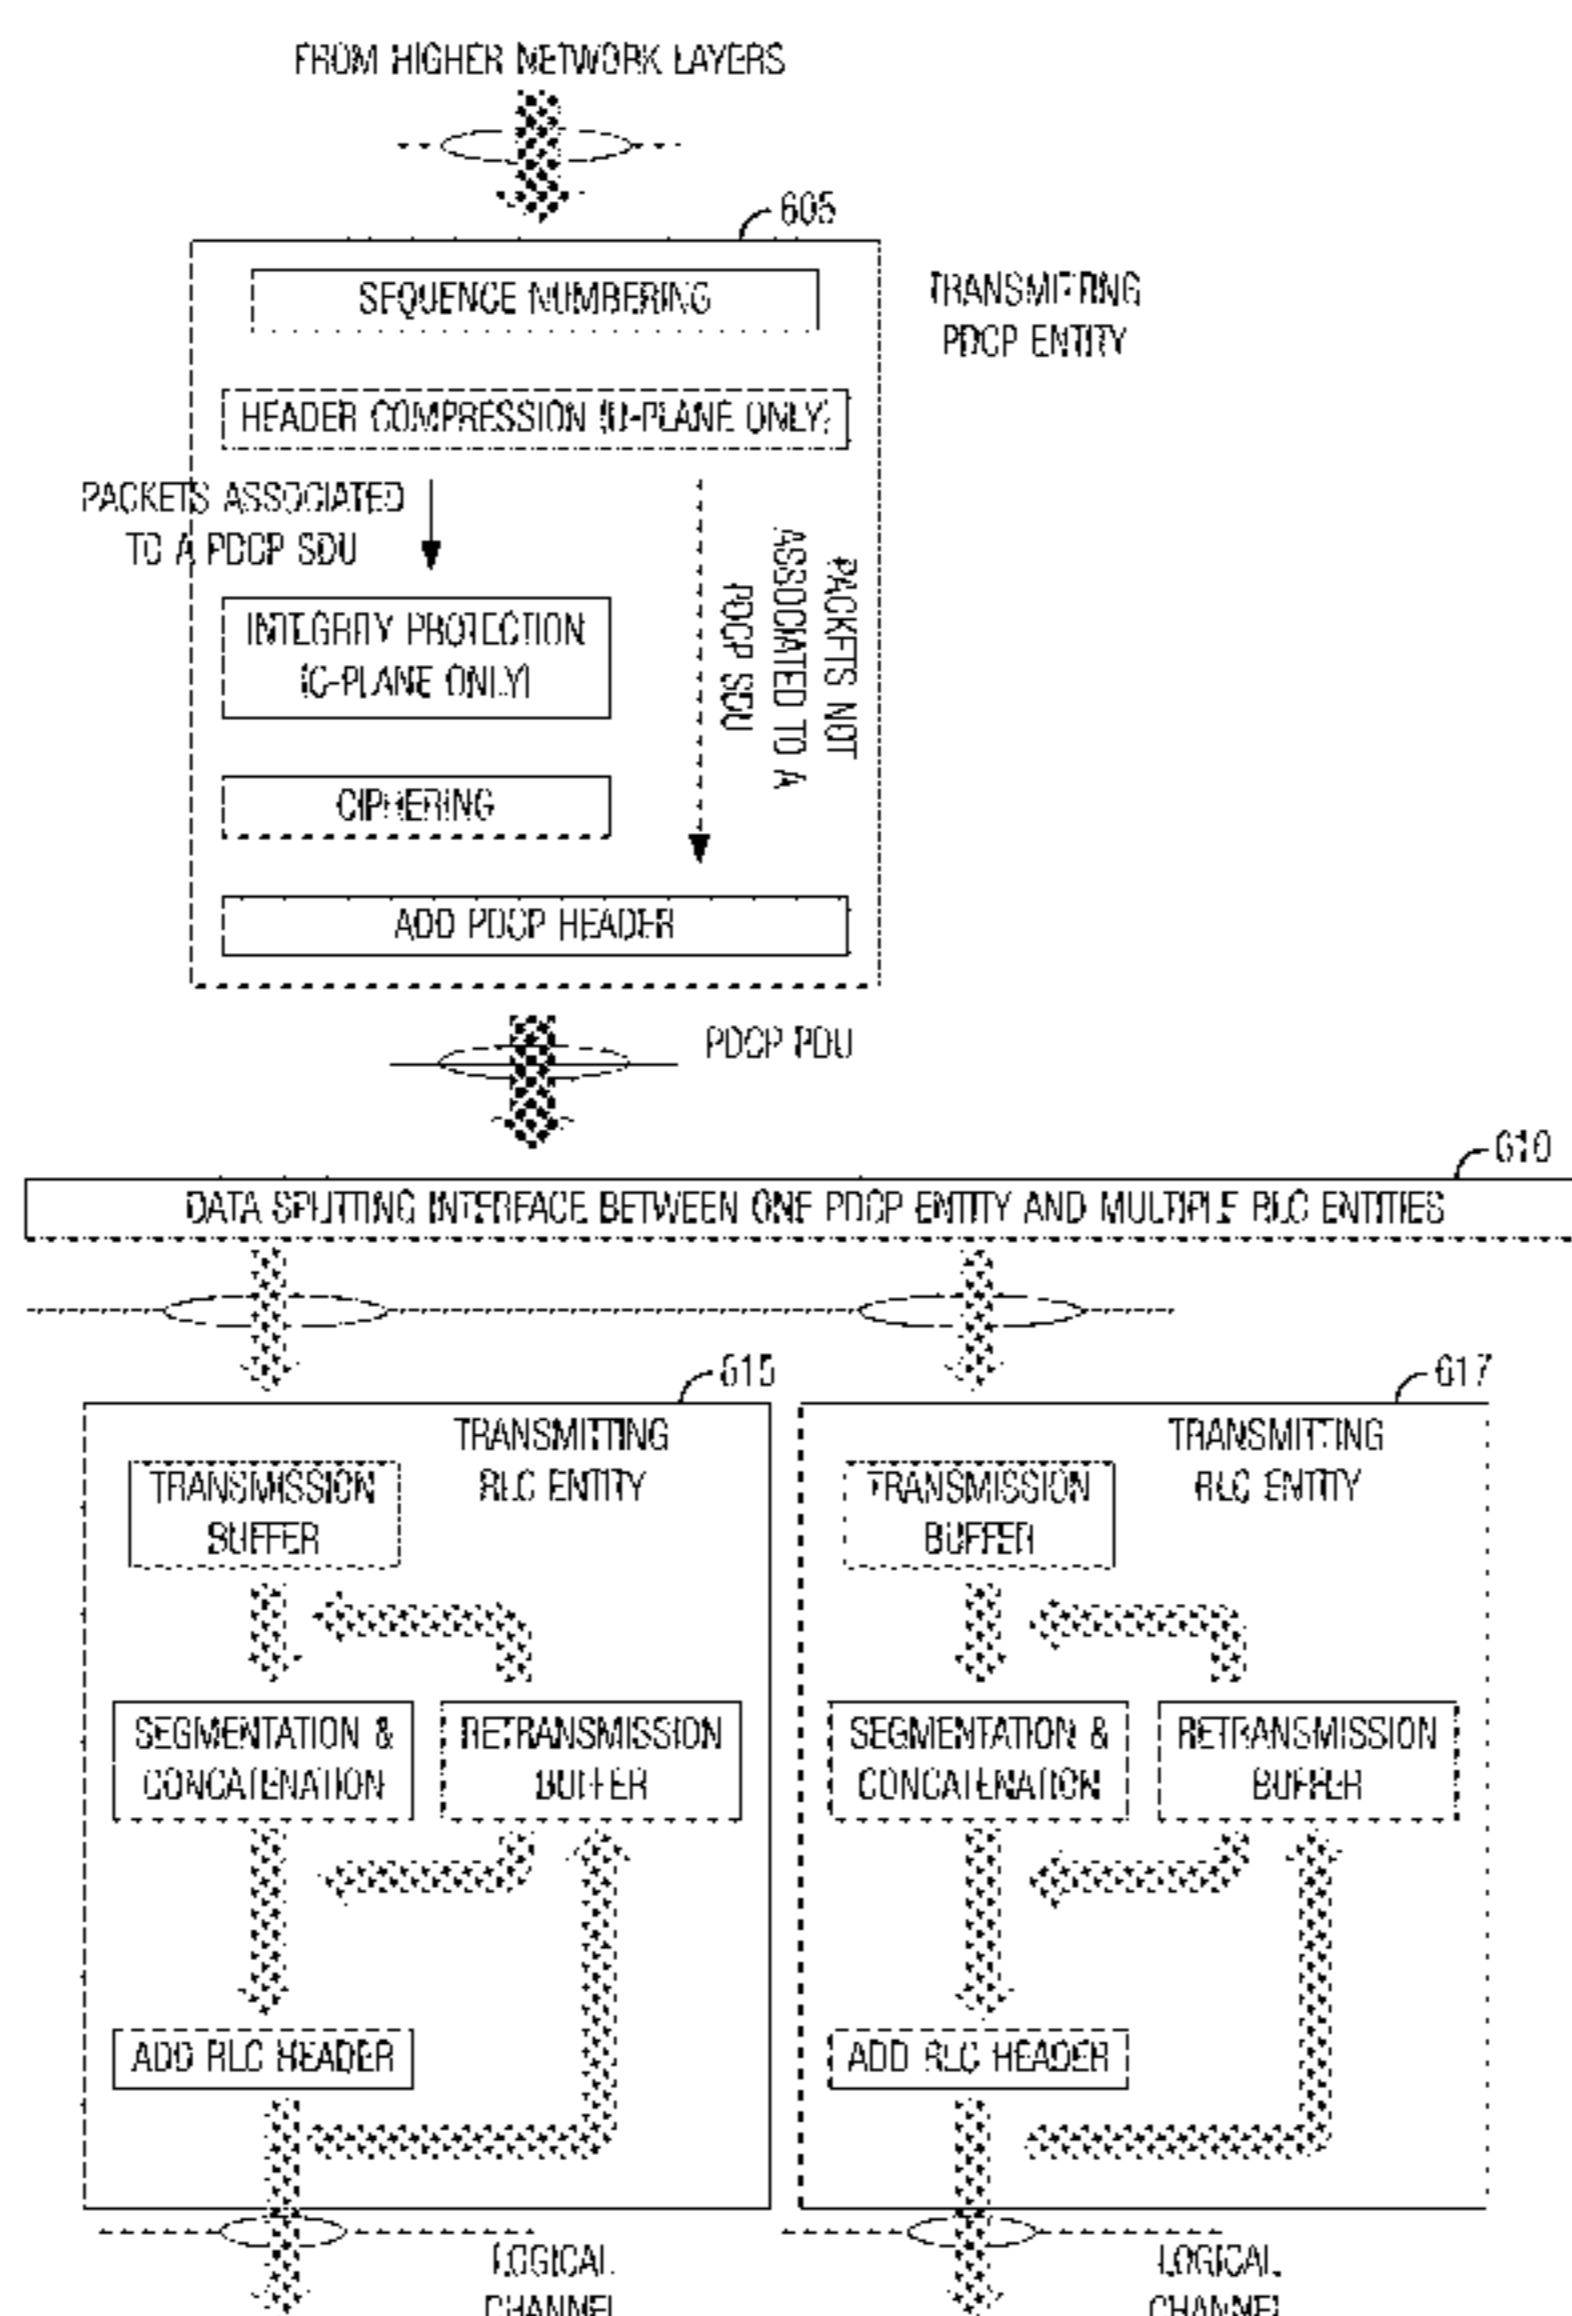 FROM HIGHER NETWORK LAYERS
605
SEQUENCE NUMBERING
TRANSMITTING
PDCP ENTITY
HEADER COMPRESSION (U-PLANE ONLY)
PACKETS ASSOCIATED
TO A PDCP SDU
PACKETS NOT
ASSOCIATED TO A
PDCP SDU
INTEGRITY PROTECTION
(C-PLANE ONLY)
CIPHERING
ADD PDCP HEADER
PDCP PDU
610
DATA SPLITTING INTERFACE BETWEEN ONE PDCP ENTITY AND MULTIPLE RLC ENTITIES
615
TRANSMITTING
RLC ENTITY
TRANSMISSION
BUFFER
SEGMENTATION &
CONCATENATION
RETRANSMISSION
BUFFER
ADD RLC HEADER
LOGICAL
CHANNEL
617
TRANSMITTING
RLC ENTITY
TRANSMISSION
BUFFER
SEGMENTATION &
CONCATENATION
RETRANSMISSION
BUFFER
ADD RLC HEADER
LOGICAL
CHANNEL